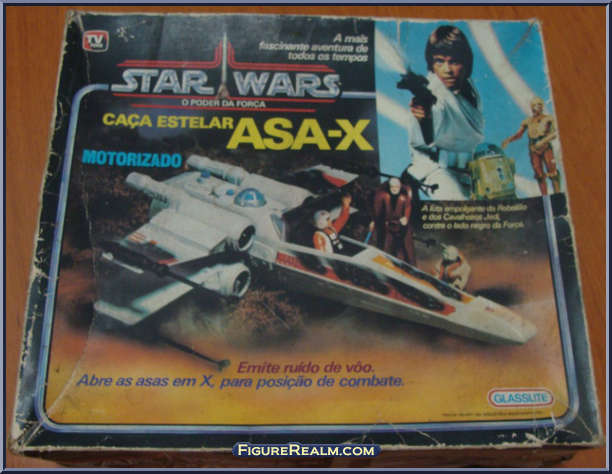 TV
A mais
fascinante aventura de
todos os tempos
STAR WARS
O PODER DA FORÇA
CAÇA ESTELAR ASA-X
MOTORIZADO
A luta empolgante da Rebelião
e dos Cavaleiros Jedi,
contra o lado negro da Força.
Emite ruído de vôo.
Abre as asas em X, para posição de combate.
GLASSLITE
FIGUREREALM.COM